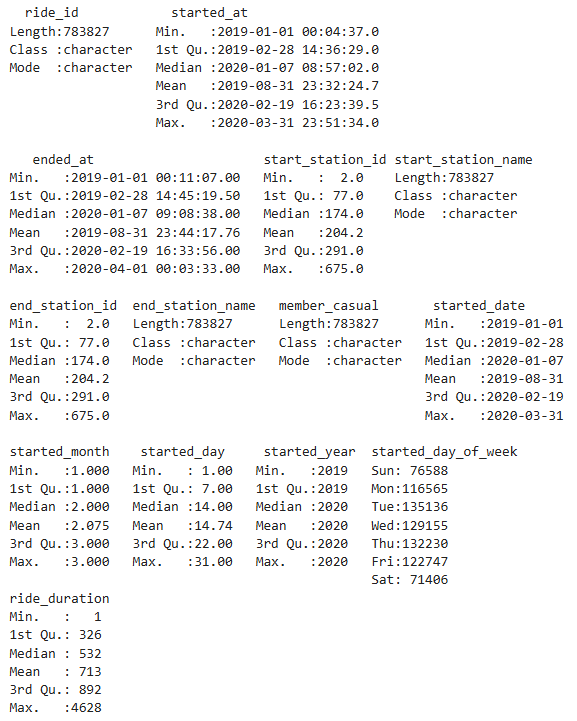 ride_id            started_at
Length:783827      Min.   :2019-01-01 00:04:37.0
Class :character   1st Qu.:2019-02-28 14:36:29.0
Mode  :character   Median :2020-01-07 08:57:02.0
                   Mean   :2019-08-31 23:32:24.7
                   3rd Qu.:2020-02-19 16:23:39.5
                   Max.   :2020-03-31 23:51:34.0
   ended_at                      start_station_id start_station_name
Min.   :2019-01-01 00:11:07.00   Min.   :  2.0    Length:783827
1st Qu.:2019-02-28 14:45:19.50   1st Qu.: 77.0    Class :character
Median :2020-01-07 09:08:38.00   Median :174.0    Mode  :character
Mean   :2019-08-31 23:44:17.76   Mean   :204.2
3rd Qu.:2020-02-19 16:33:56.00   3rd Qu.:291.0
Max.   :2020-04-01 00:03:33.00   Max.   :675.0
end_station_id  end_station_name   member_casual       started_date
Min.   :  2.0   Length:783827      Length:783827      Min.   :2019-01-01
1st Qu.: 77.0   Class :character   Class :character   1st Qu.:2019-02-28
Median :174.0   Mode  :character   Mode  :character   Median :2020-01-07
Mean   :204.2                                         Mean   :2019-08-31
3rd Qu.:291.0                                         3rd Qu.:2020-02-19
Max.   :675.0                                         Max.   :2020-03-31
started_month   started_day    started_year  started_day_of_week
Min.   :1.000   Min.   : 1.00   Min.   :2019   Sun: 76588
1st Qu.:1.000   1st Qu.: 7.00   1st Qu.:2019   Mon:116565
Median :2.000   Median :14.00   Median :2020   Tue:135136
Mean   :2.075   Mean   :14.74   Mean   :2020   Wed:129155
3rd Qu.:3.000   3rd Qu.:22.00   3rd Qu.:2020   Thu:132230
Max.   :3.000   Max.   :31.00   Max.   :2020   Fri:122747
                                               Sat: 71406
ride_duration
Min.   :   1
1st Qu.: 326
Median : 532
Mean   : 713
3rd Qu.: 892
Max.   :4628